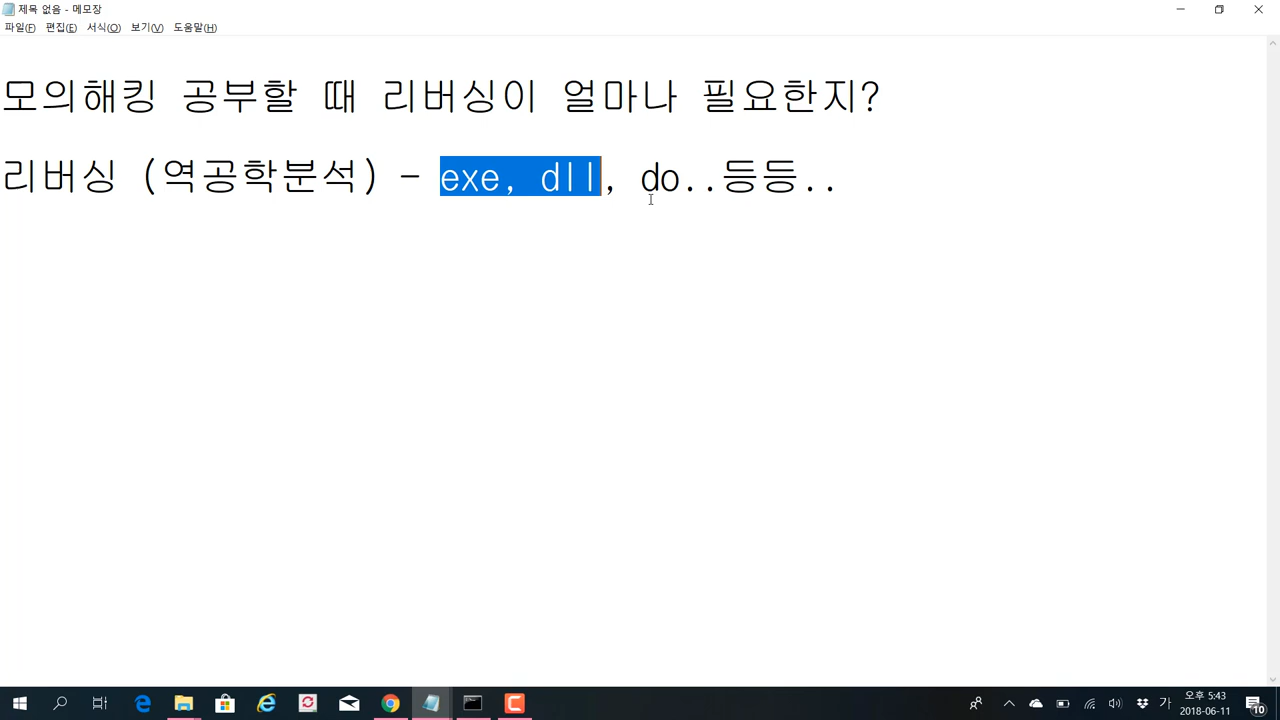 제목 없음 - 메모장
파일(F) 편집(E) 서식(O) 보기(V) 도움말(H)
모의해킹 공부할 때 리버싱이 얼마나 필요한지?
리버싱 (역공학분석) - exe, dll, do..등등..
가
오후 5:43
2018-06-11
10